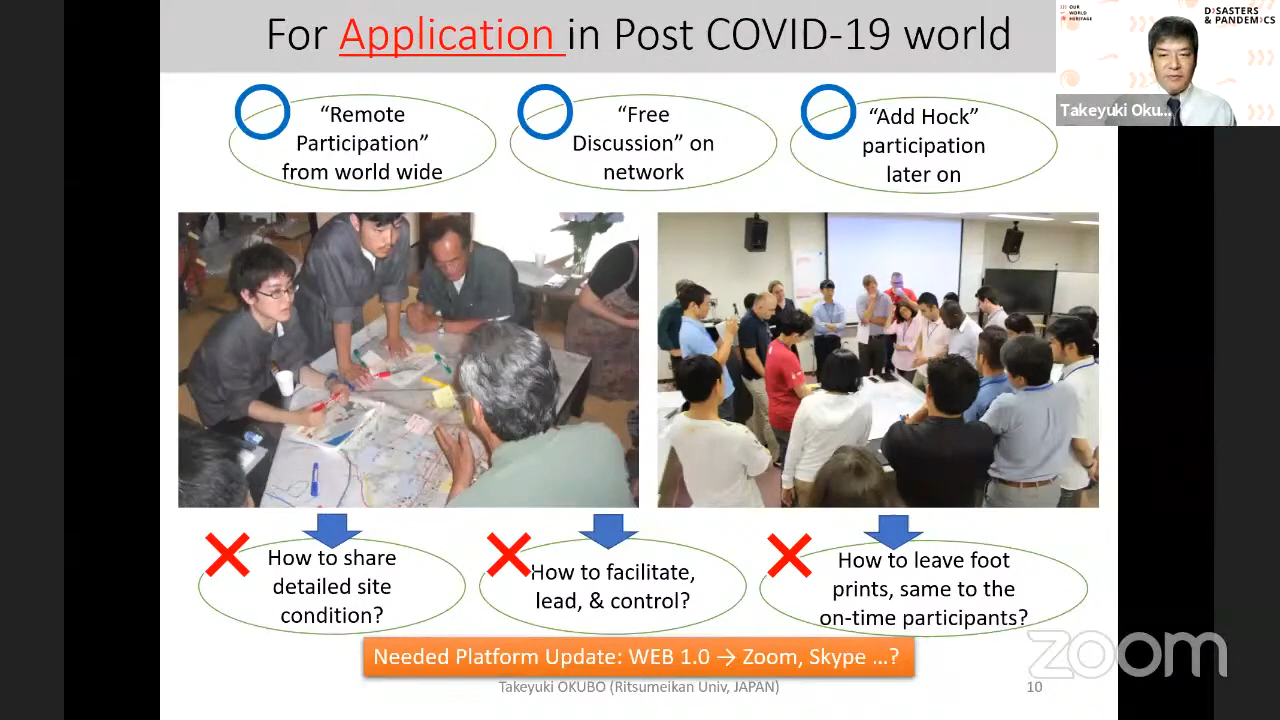 For Application in Post COVID-19 world
OUR
WORLD
HERITAGE
DISASTERS
& PANDEMICS
Takeyuki Oku...
“Remote
Participation”
from world wide
“Free
Discussion” on
network
“Add Hock”
participation
later on
How to share
detailed site
condition?
How to facilitate,
lead, & control?
How to leave foot
prints, same to the
on-time participants?
Needed Platform Update: WEB 1.0 → Zoom, Skype ...?
zoom
Takeyuki OKUBO (Ritsumeikan Univ, JAPAN)
10